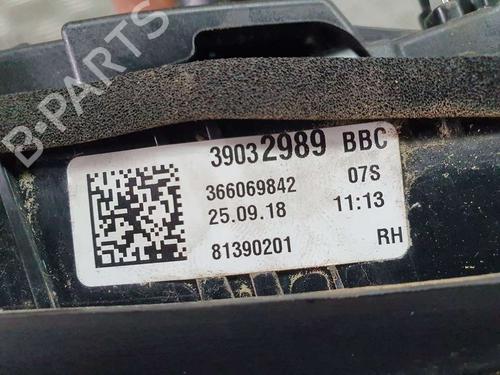 B-PARTS
39032989 BBC
366069842 07S
25.09.18 11:13
81390201 RH